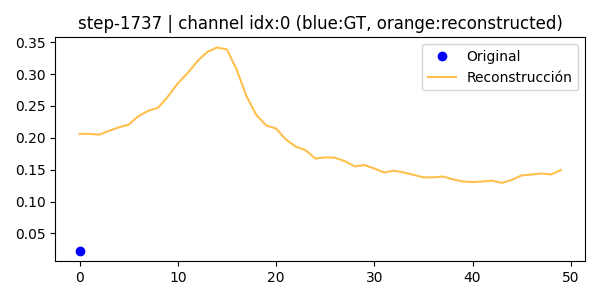 step-1737 | channel idx:0 (blue:GT, orange:reconstructed)
0.35
0.30
0.25
0.20
0.15
0.10
0.05
0 10 20 30 40 50
Original
Reconstrucción